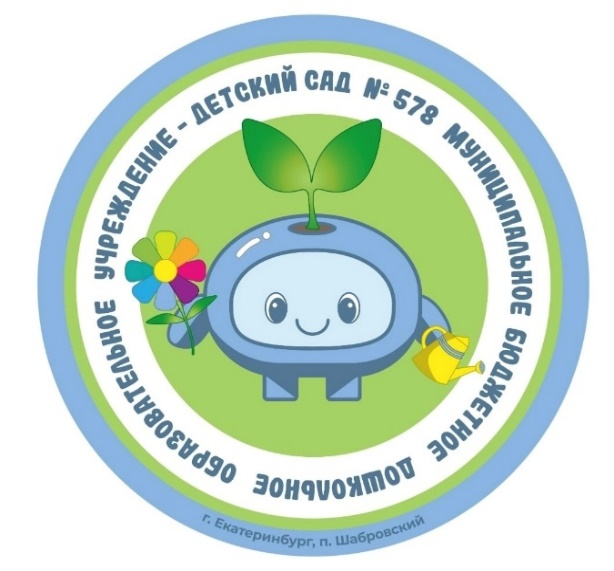 МУНИЦИПАЛЬНОЕ БЮДЖЕТНОЕ ДОШКОЛЬНОЕ ОБРАЗОВАТЕЛЬНОЕ УЧРЕЖДЕНИЕ - ДЕТСКИЙ САД № 578
г. Екатеринбург, п. Шабровский